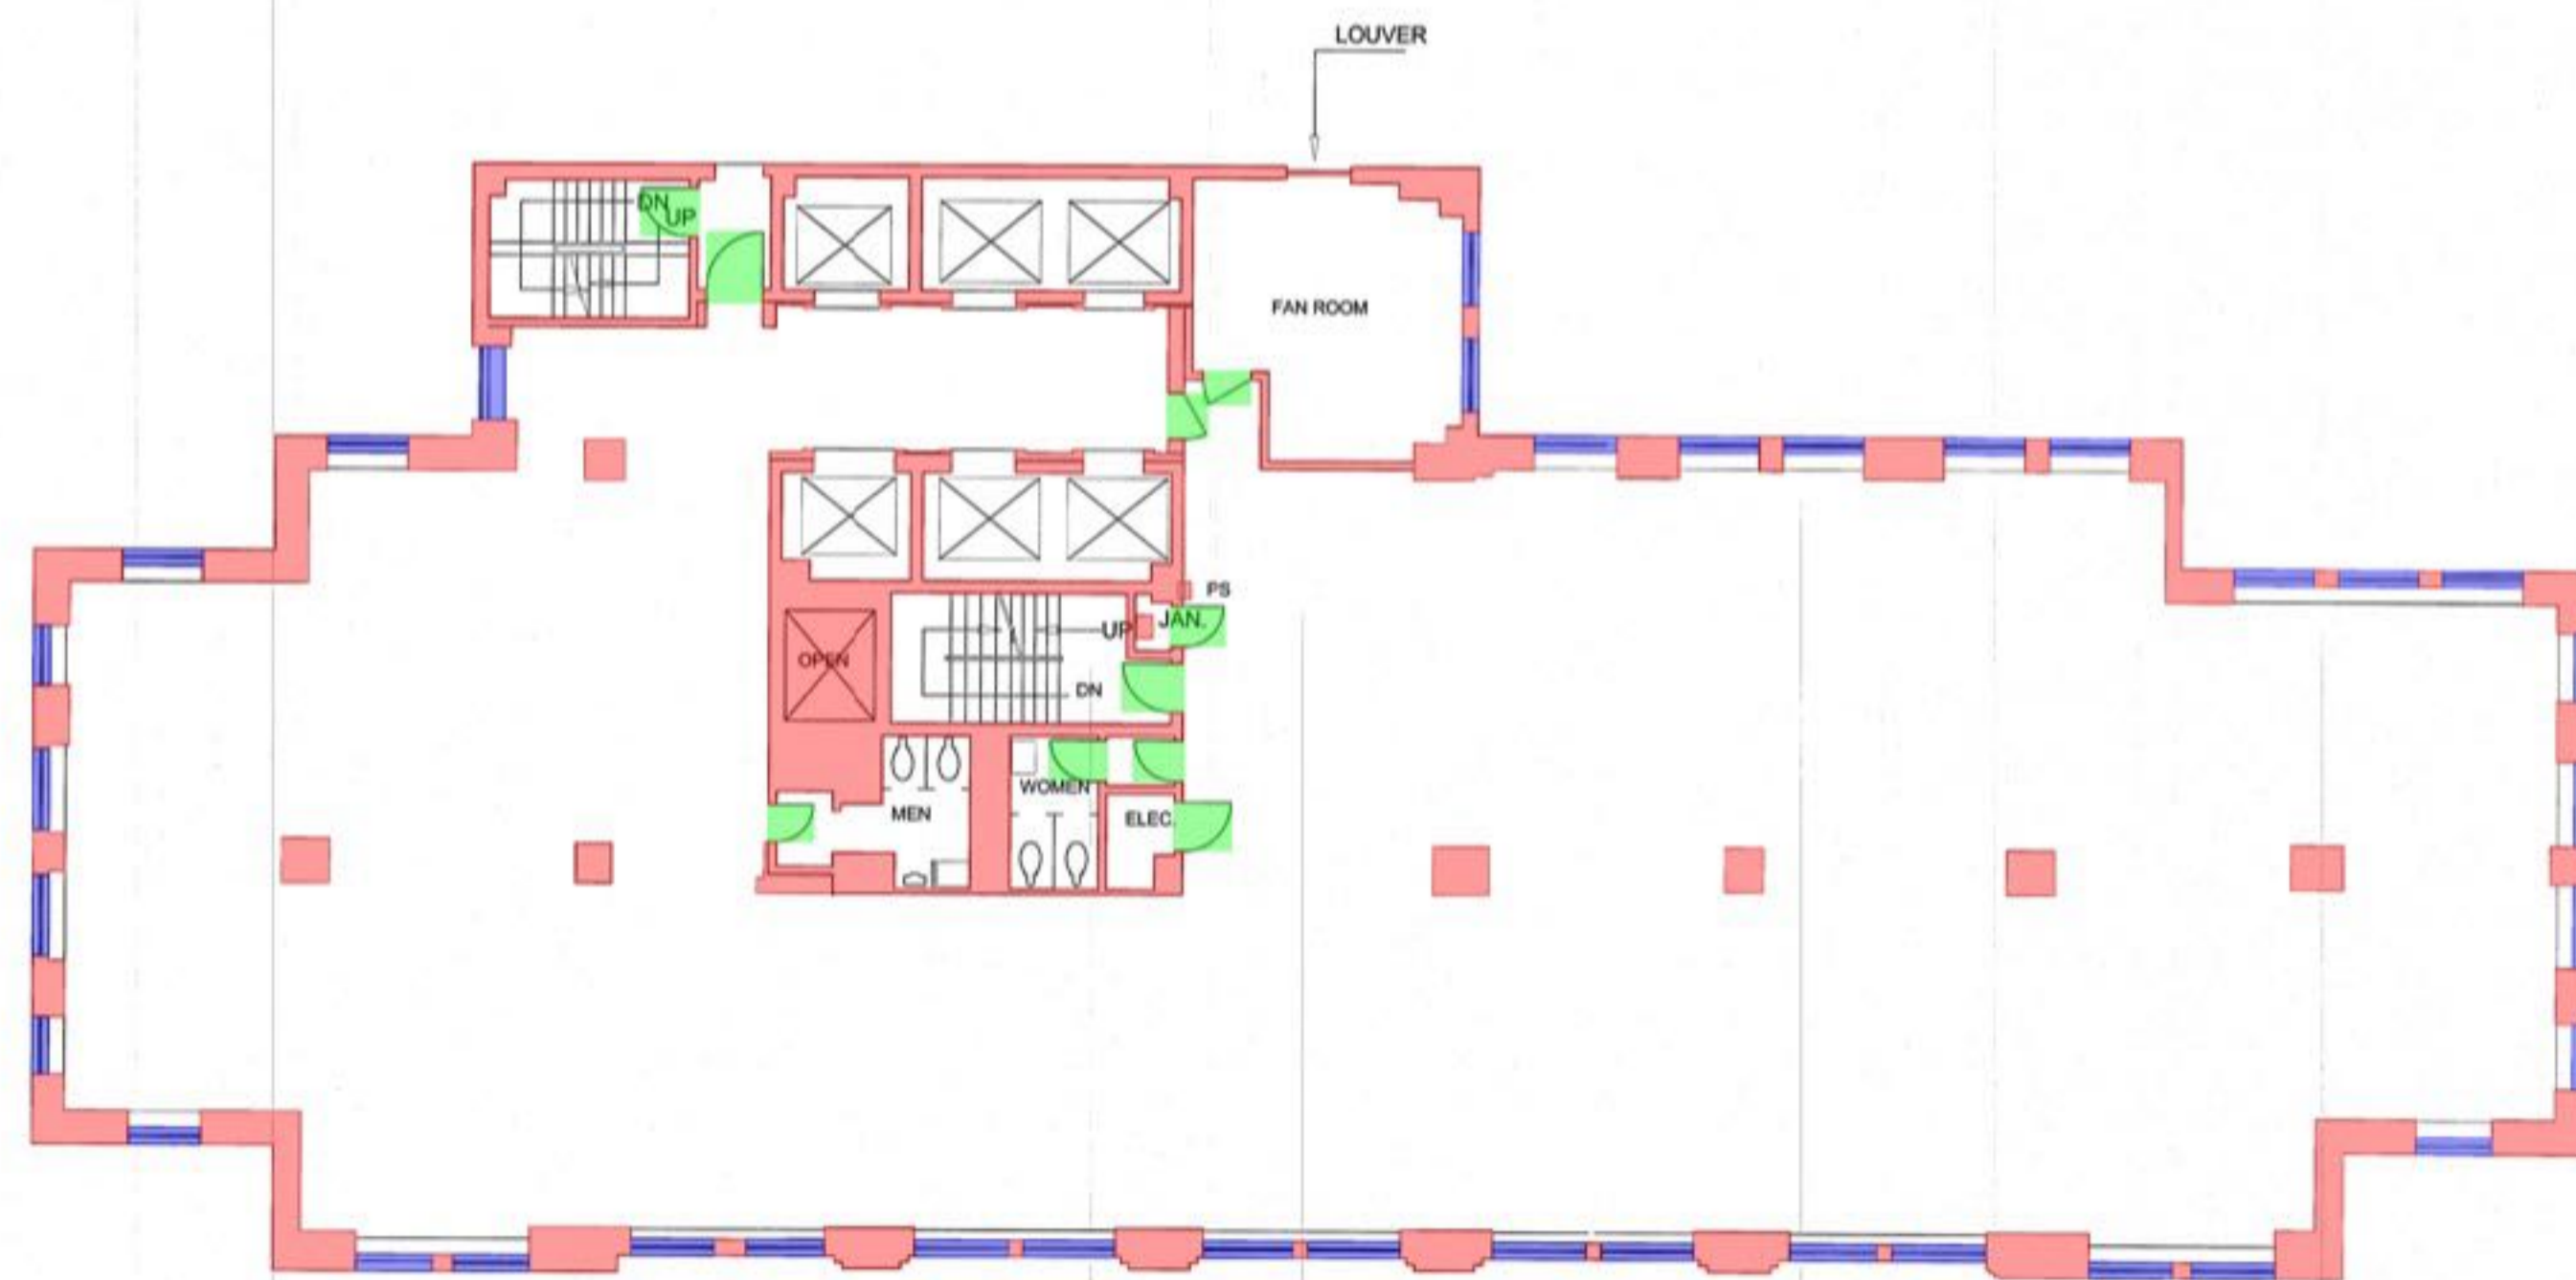 LOUVER
DN
UP
FAN ROOM
PS
JAN.
UP
OPEN
DN
WOMEN
MEN
ELEC.